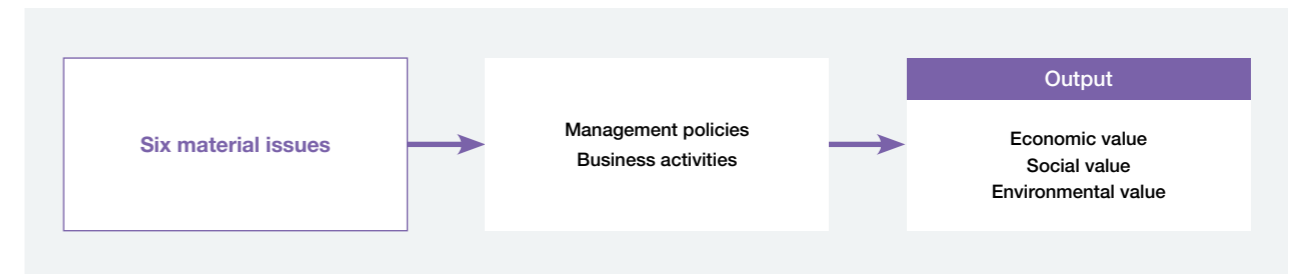 Six material issues
Management policies
Business activities
Output
Economic value
Social value
Environmental value